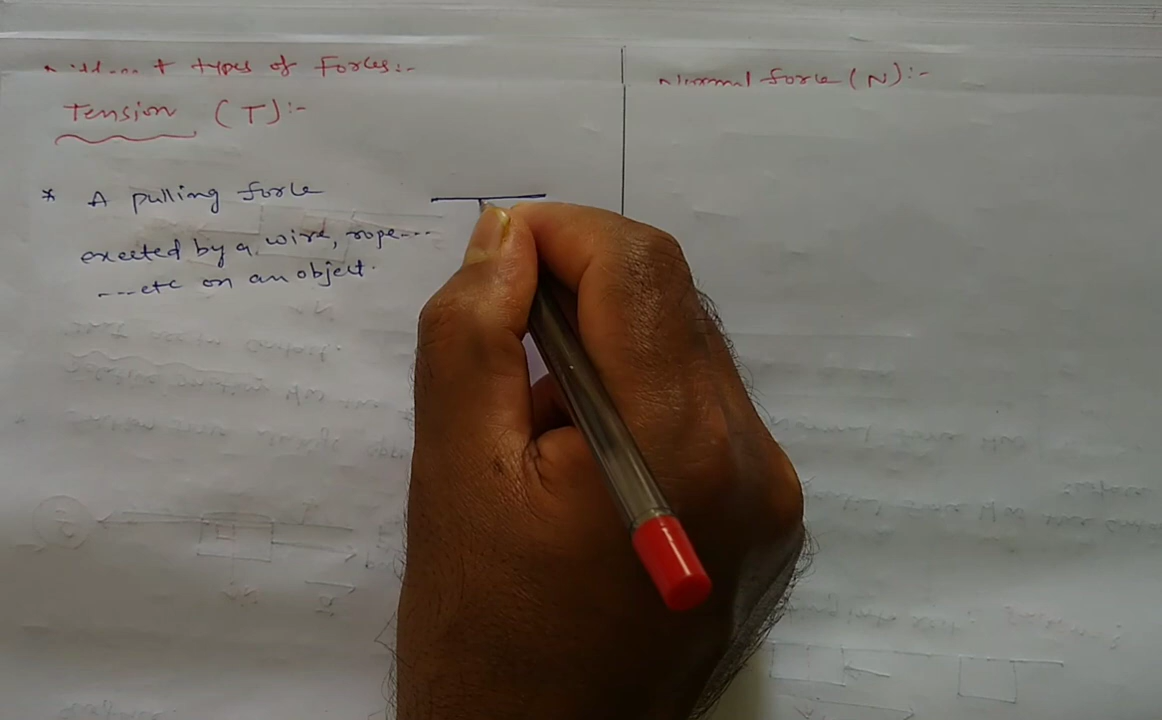 types of Forces:-
Tension (T):-
* A pulling force
exerted by a wire, rope---
---etc on an object.
Normal force (N):-